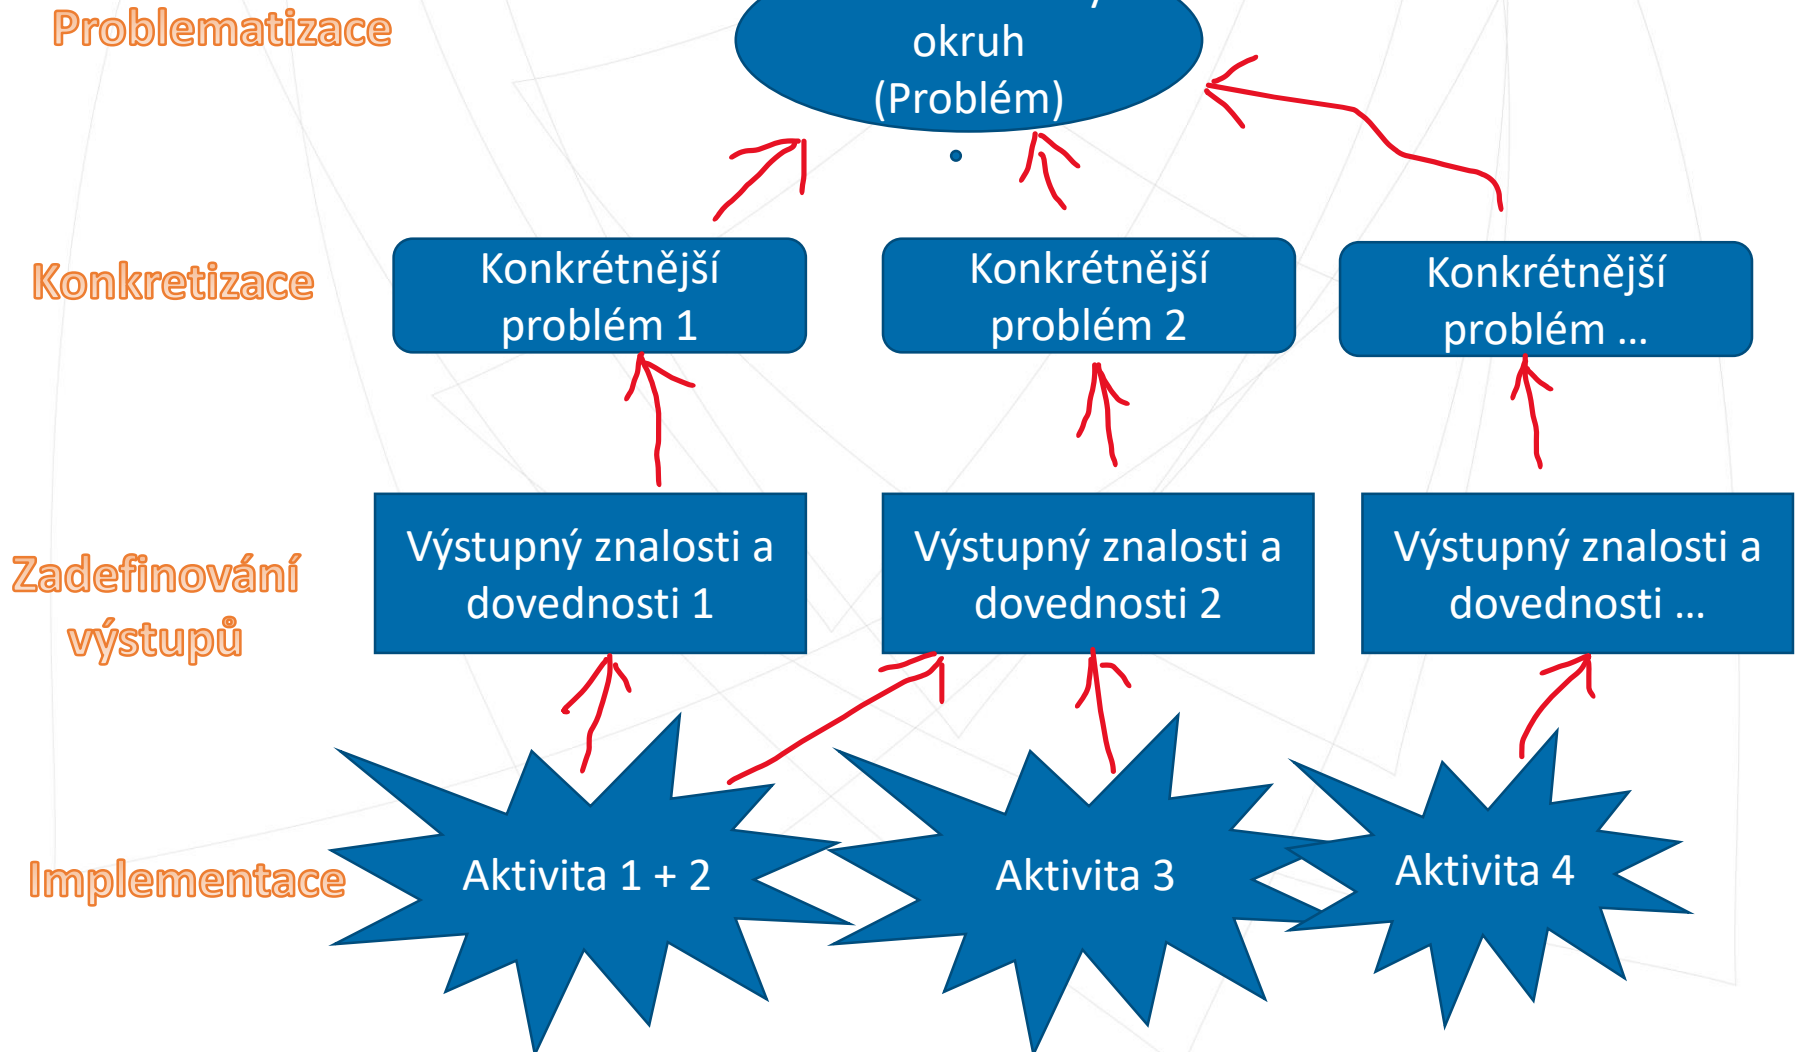 Problematizace
okruh
(Problém)
Konkretizace
Konkrétnější
problém 1
Konkrétnější
problém 2
Konkrétnější
problém ...
Zadefinování
výstupů
Výstupný znalosti a
dovednosti 1
Výstupný znalosti a
dovednosti 2
Výstupný znalosti a
dovednosti ...
Implementace
Aktivita 1 + 2
Aktivita 3
Aktivita 4